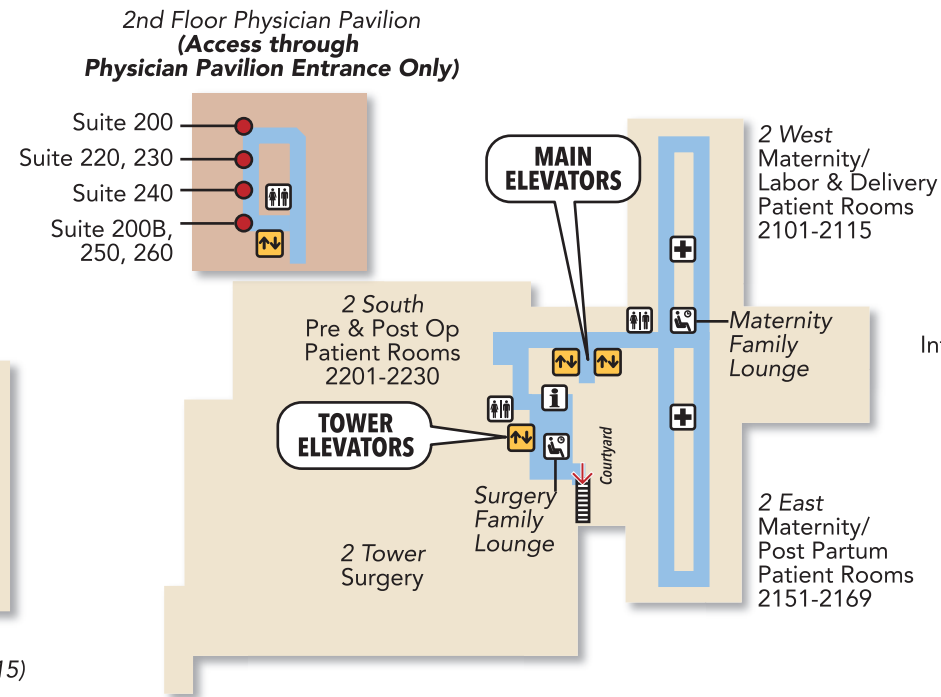 2nd Floor Physician Pavilion
(Access through
Physician Pavilion Entrance Only)
Suite 200
Suite 220, 230
Suite 240
Suite 200B,
250, 260
MAIN
ELEVATORS
2 West
Maternity/
Labor & Delivery
Patient Rooms
2101-2115
2 South
Pre & Post Op
Patient Rooms
2201-2230
Maternity
Family
Lounge
TOWER
ELEVATORS
i
Courtyard
Surgery
Family
Lounge
2 Tower
Surgery
2 East
Maternity/
Post Partum
Patient Rooms
2151-2169
15)